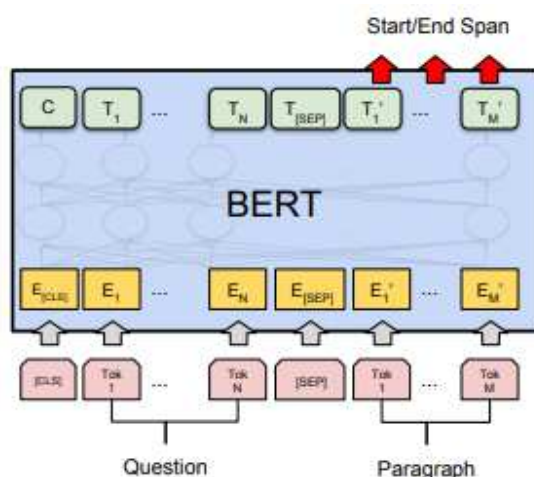 Start/End Span
C T1 ... TN T[SEP] T1' ... TM'
BERT
E[CLS] E1 ... EN E[SEP] E1' ... EM'
[CLS] Tok 1 ... Tok N [SEP] Tok 1 ... Tok M
Question Paragraph